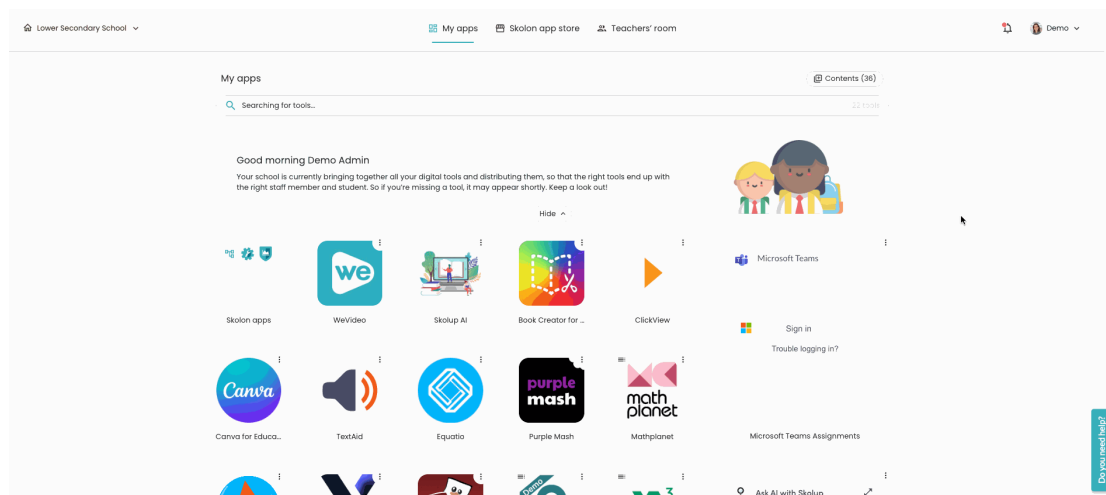 Lower Secondary School
My apps
Skolon app store
Teachers' room
Demo
My apps
Contents (36)
Searching for tools...
22 tools
Good morning Demo Admin
Your school is currently bringing together all your digital tools and distributing them, so that the right tools end up with
the right staff member and student. So if you're missing a tool, it may appear shortly. Keep a look out!
Hide
we
Microsoft Teams
Skolon apps
WeVideo
Skolup AI
Book Creator for ...
ClickView
Sign in
Trouble logging in?
Canva
purple
mash
math
planet
Canva for Educa...
TextAid
Equatio
Purple Mash
Mathplanet
Microsoft Teams Assignments
Demo
3
Ask AI with Skolup
Do you need help?